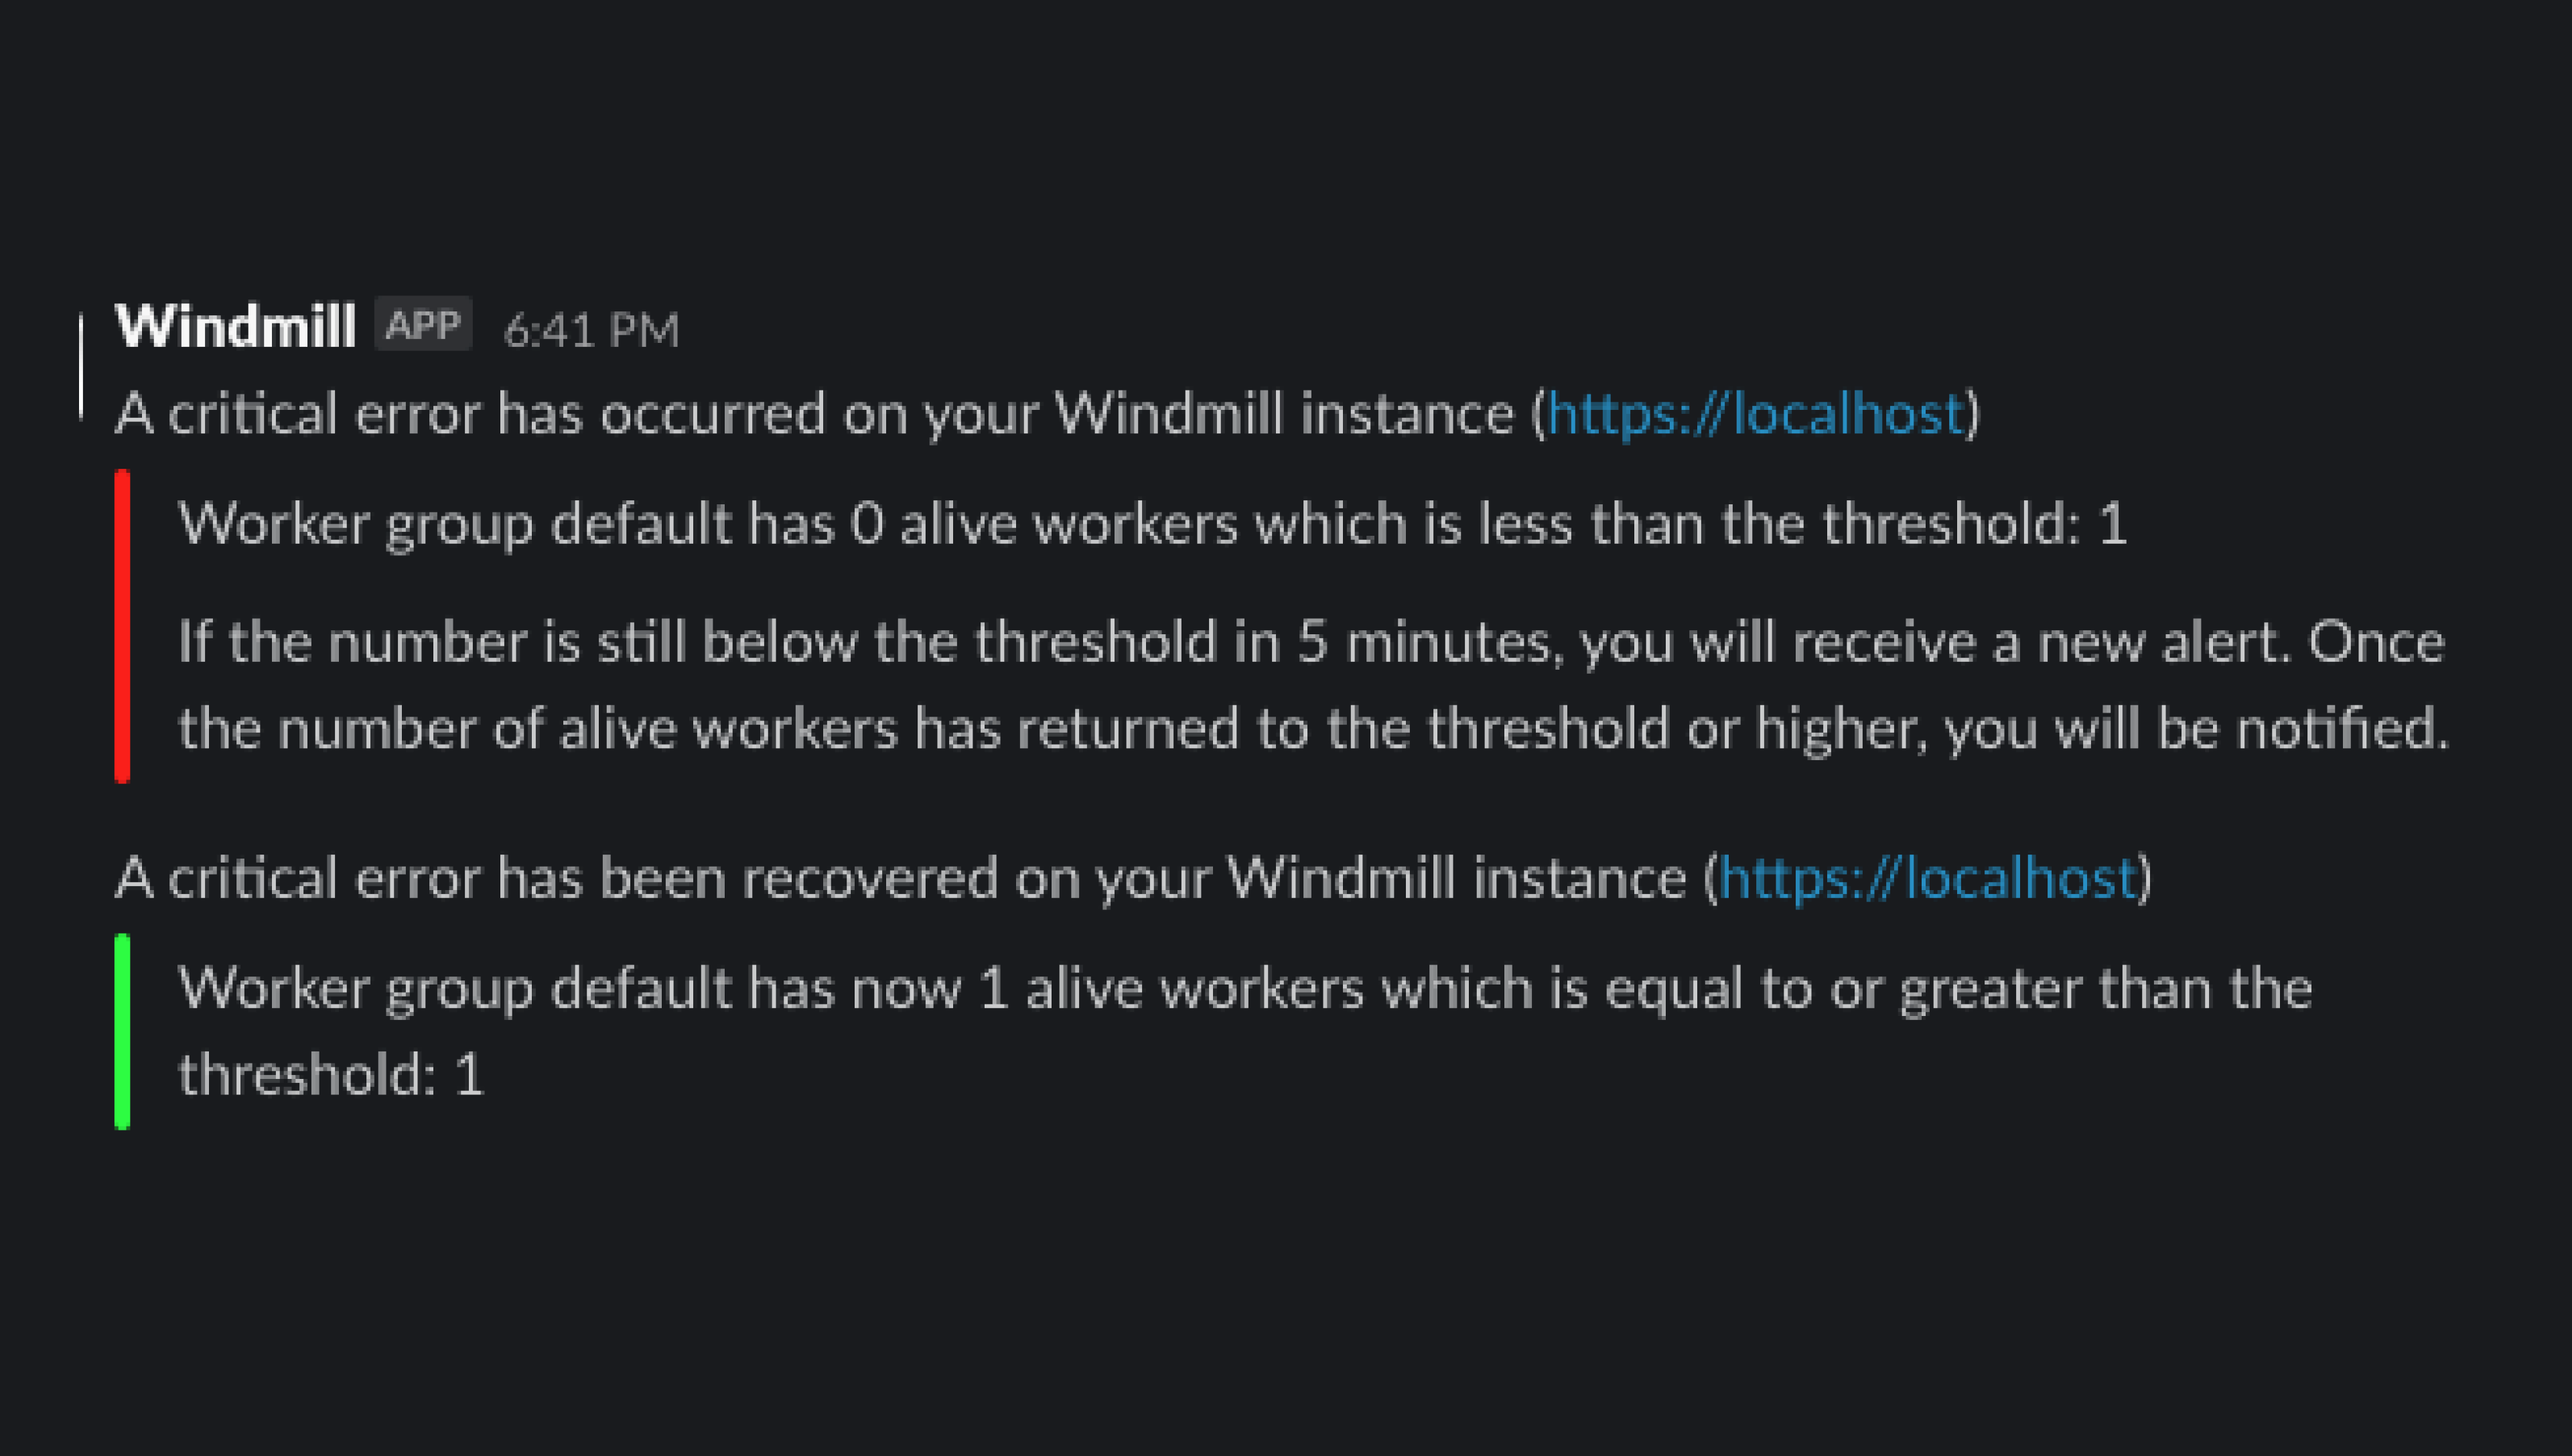 Windmill APP 6:41 PM
A critical error has occurred on your Windmill instance (https://localhost)
Worker group default has 0 alive workers which is less than the threshold: 1
If the number is still below the threshold in 5 minutes, you will receive a new alert. Once
the number of alive workers has returned to the threshold or higher, you will be notified.
A critical error has been recovered on your Windmill instance (https://localhost)
Worker group default has now 1 alive workers which is equal to or greater than the
threshold: 1